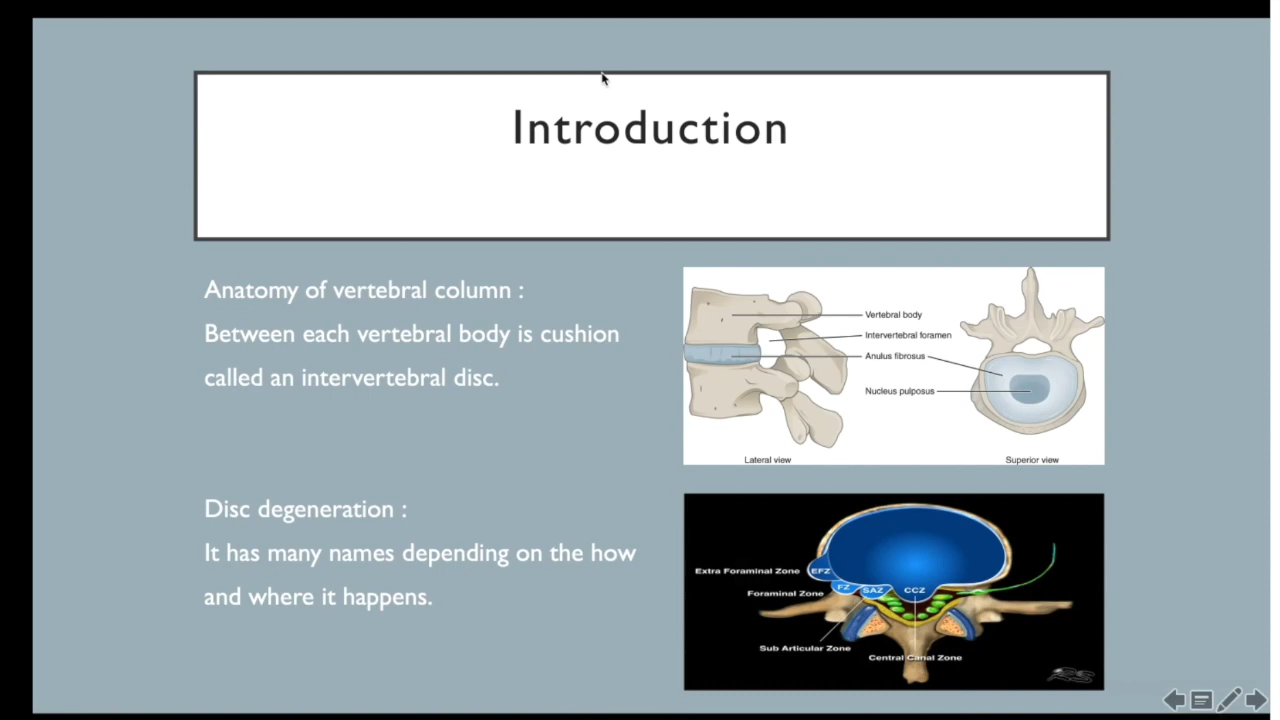 Introduction
Anatomy of vertebral column :
Between each vertebral body is cushion
called an intervertebral disc.
Vertebral body
Intervertebral foramen
Anulus fibrosus
Nucleus pulposus
Lateral view
Superior view
Disc degeneration :
It has many names depending on the how
and where it happens.
Extra Foraminal Zone
EFZ
FZ
SAZ
CCZ
Foraminal Zone
Sub Articular Zone
Central Canal Zone